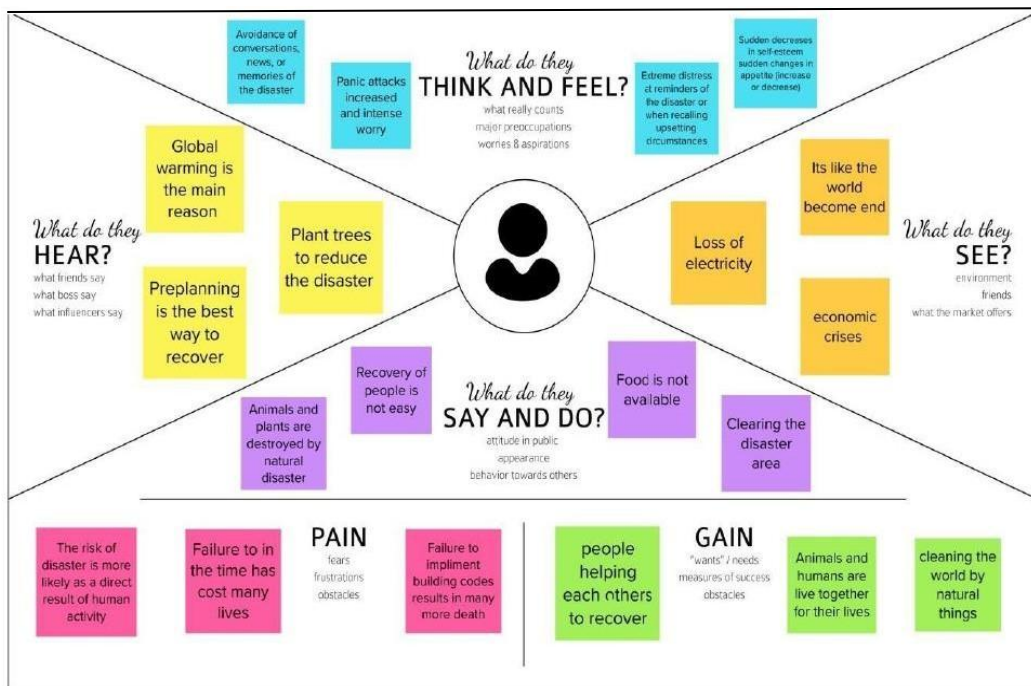 Avoidance of
conversations,
news, or
memories of
the disaster
Panic attacks
increased
and intense
worry
What do they
THINK AND FEEL?
what really counts
major preoccupations
worries & aspirations
Extreme distress
at reminders of
the disaster or
when recalling
upsetting
circumstances
Sudden decreases
in self-esteem
sudden changes in
appetite (increase
or decrease)
What do they
HEAR?
what friends say
what boss say
what influencers say
Global
warming is
the main
reason
Preplanning
is the best
way to
recover
Plant trees
to reduce
the disaster
Loss of
electricity
Its like the
world
become end
economic
crises
What do they
SEE?
environment
friends
what the market offers
Animals and
plants are
destroyed by
natural
disaster
Recovery of
people is
not easy
What do they
SAY AND DO?
attitude in public
appearance
behavior towards others
Food is not
available
Clearing the
disaster
area
The risk of
disaster is more
likely as a direct
result of human
activity
Failure to in
the time has
cost many
lives
PAIN
fears
frustrations
obstacles
Failure to
impliment
building codes
results in many
more death
people
helping
each others
to recover
GAIN
"wants" / needs
measures of success
obstacles
Animals and
humans are
live together
for their lives
cleaning the
world by
natural
things